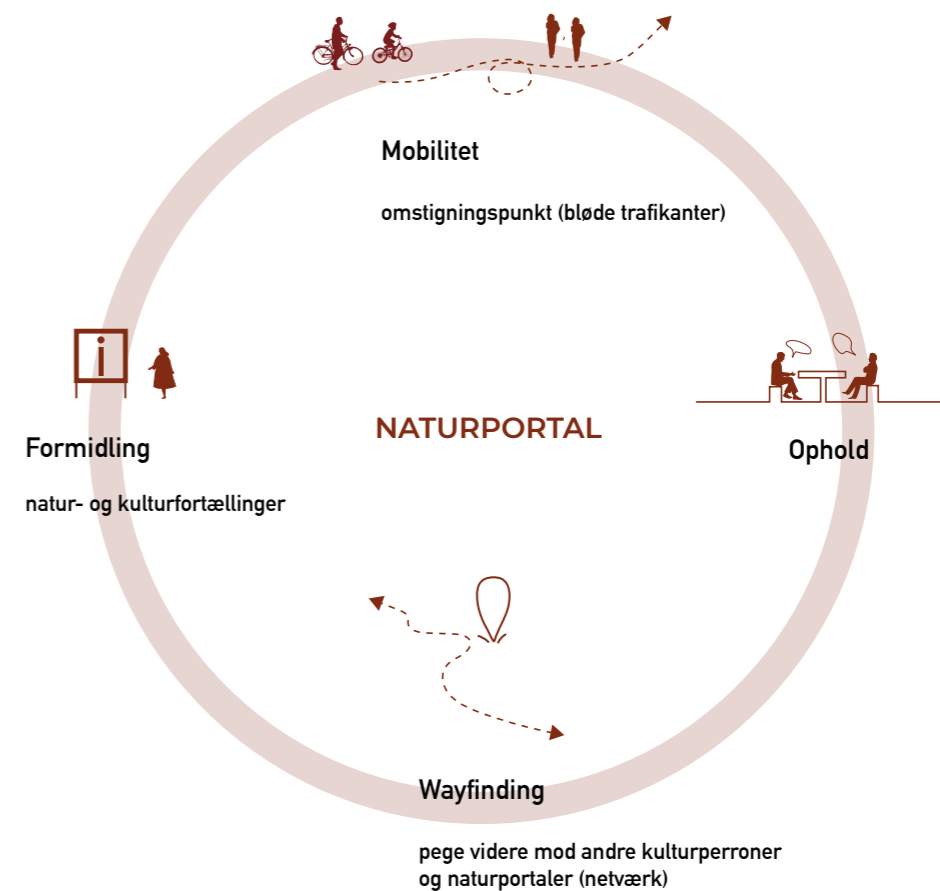 Mobilitet
omstigningspunkt (bløde trafikanter)
i
NATURPORTAL
Formidling
natur- og kulturfortællinger
Ophold
Wayfinding
pege videre mod andre kulturperroner
og naturportaler (netværk)